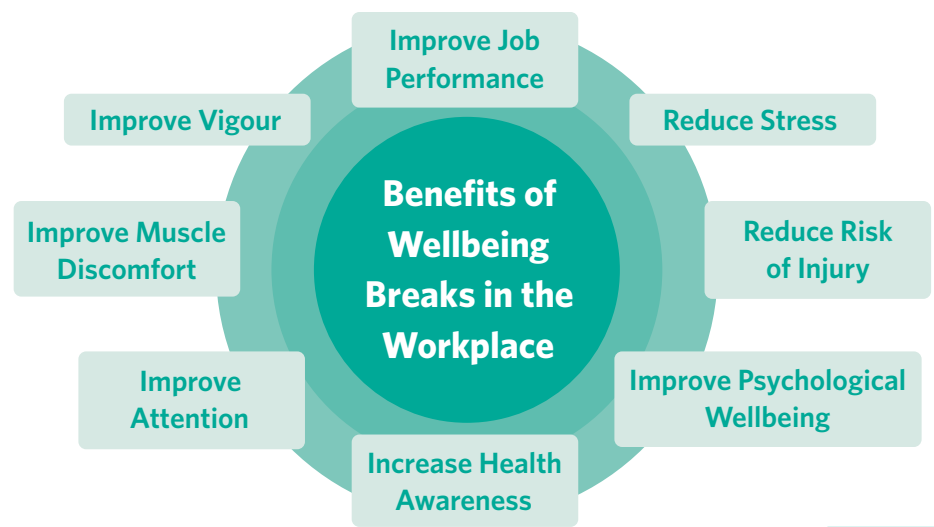 Benefits of
Wellbeing
Breaks in the
Workplace
Improve Job
Performance
Reduce Stress
Reduce Risk
of Injury
Improve Psychological
Wellbeing
Increase Health
Awareness
Improve
Attention
Improve Muscle
Discomfort
Improve Vigour